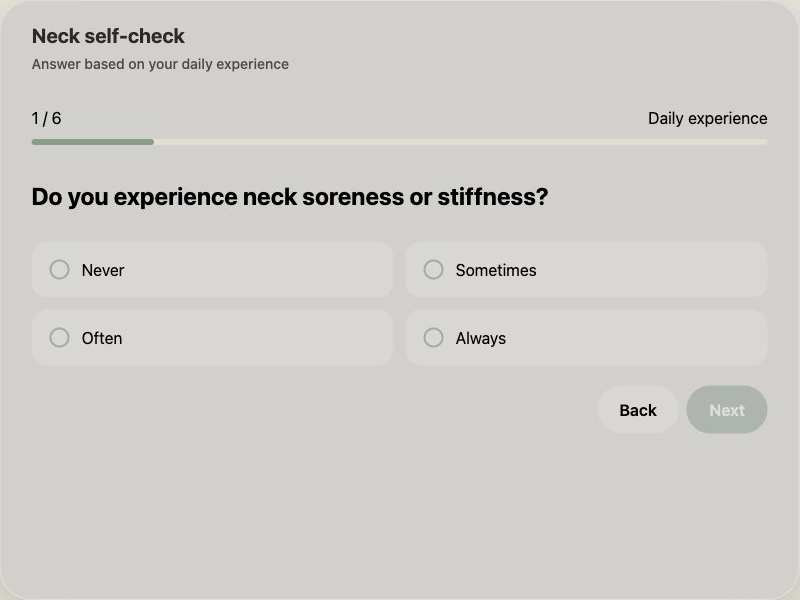 Neck self-check
Answer based on your daily experience
1 / 6
Daily experience
Do you experience neck soreness or stiffness?
Never
Sometimes
Often
Always
Back
Next